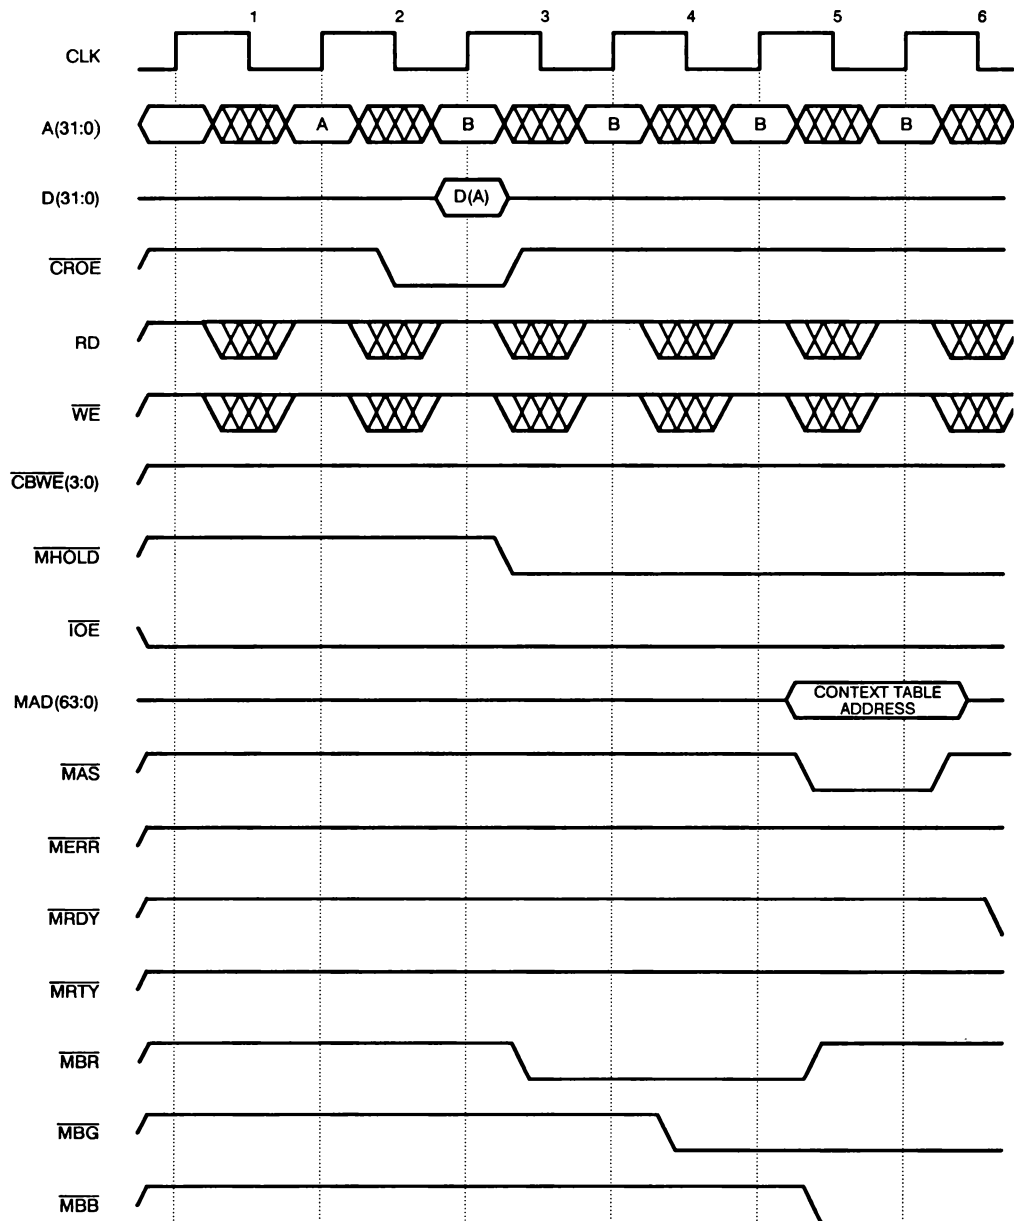 1 2 3 4 5 6
CLK
A(31:0) A B B B B
D(31:0) D(A)
CROE
RD
WE
CBWE(3:0)
MHOLD
IOE
MAD(63:0) CONTEXT TABLE
ADDRESS
MAS
MERR
MRDY
MRTY
MBR
MBG
MBB